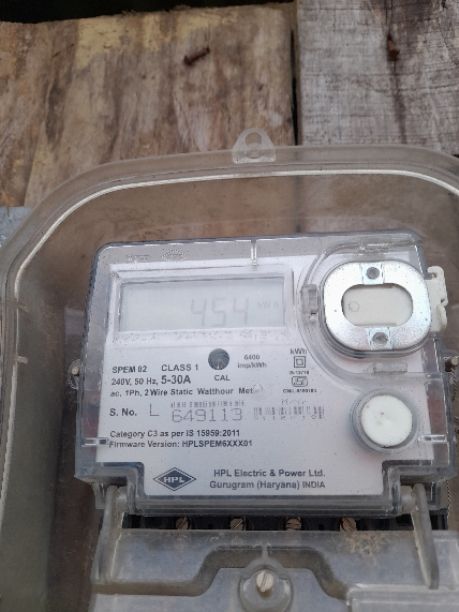 454
SPEM 02 CLASS 1
240V, 50 Hz, 5-30A CAL
6400
imp/kWh
kWh
ac. 1Ph, 2 Wire Static Watthour
S. No. L 649113
Category C3 as per IS 15959:2011
Firmware Version: HPLSPEM6XXX01
HPL
HPL Electric & Power Ltd.
Gurugram (Haryana) INDIA